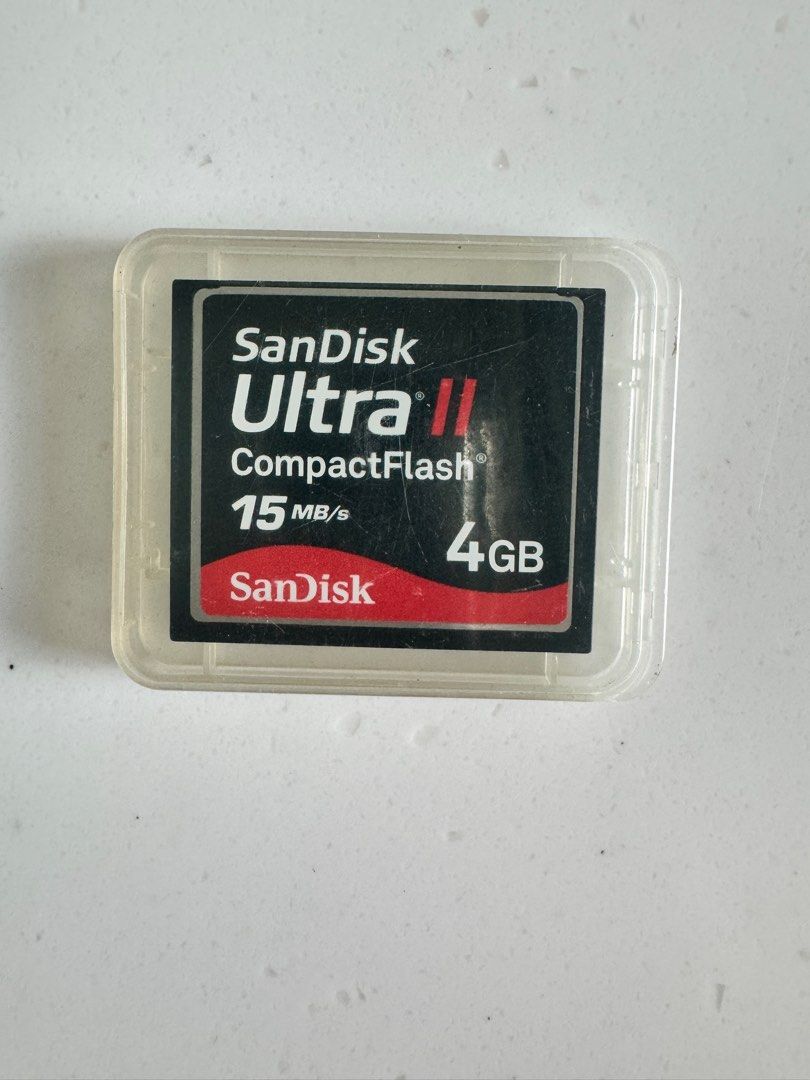 SanDisk
Ultra® II
CompactFlash®
15 MB/s
4GB
SanDisk